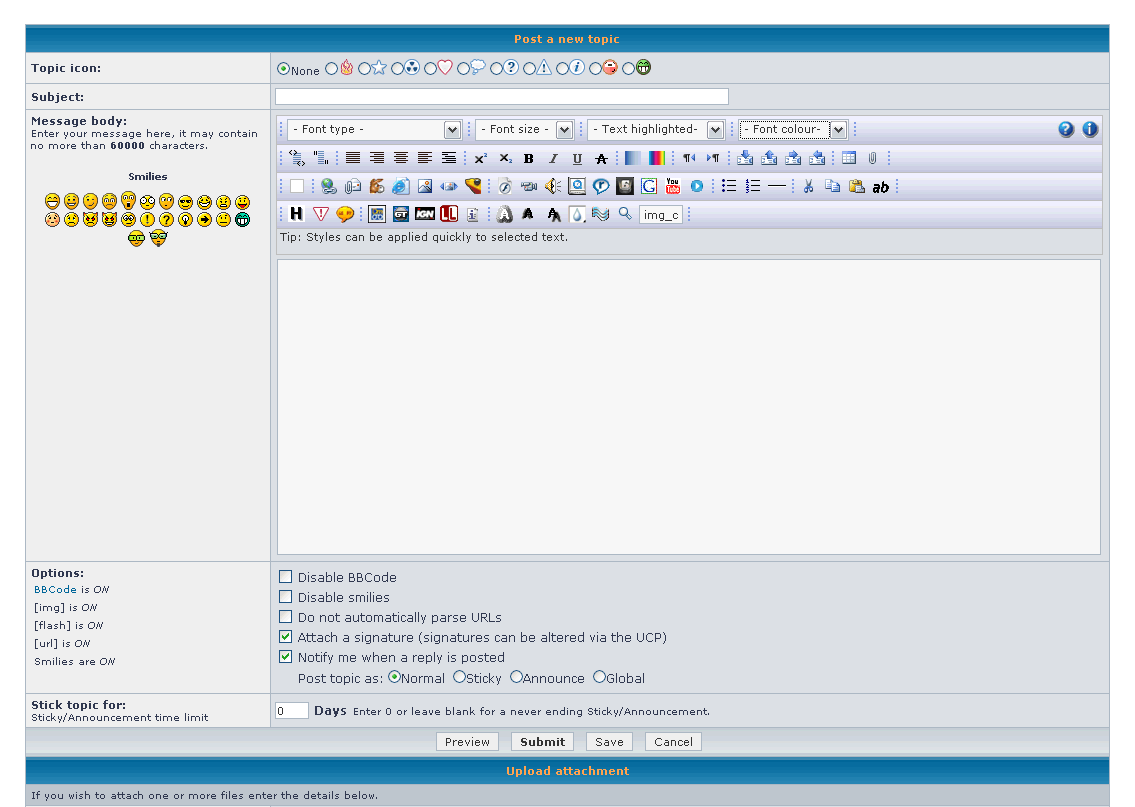 Post a new topic
Topic icon:
None
Subject:
Message body:
Enter your message here, it may contain
no more than 60000 characters.
Smilies
- Font type -
- Font size -
- Text highlighted-
- Font colour-
B I U A
GT IGN LL
G You Tube
ab
H
A A A
img_c
Tip: Styles can be applied quickly to selected text.
Options:
BBCode is ON
[img] is ON
[flash] is ON
[url] is ON
Smilies are ON
Disable BBCode
Disable smilies
Do not automatically parse URLs
Attach a signature (signatures can be altered via the UCP)
Notify me when a reply is posted
Post topic as: Normal Sticky Announce Global
Stick topic for:
Sticky/Announcement time limit
0 Days Enter 0 or leave blank for a never ending Sticky/Announcement.
Preview Submit Save Cancel
Upload attachment
If you wish to attach one or more files enter the details below.